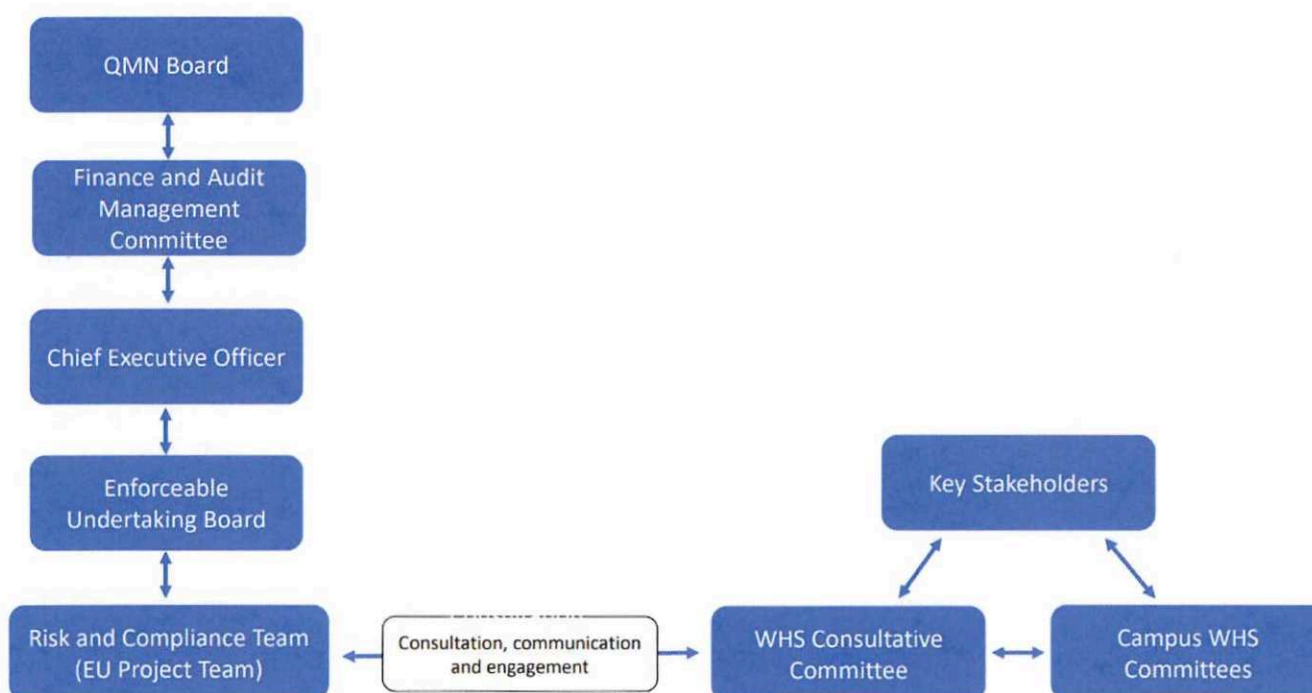 QMN Board
Finance and Audit
Management
Committee
Chief Executive Officer
Enforceable
Undertaking Board
Key Stakeholders
Risk and Compliance Team
(EU Project Team)
Consultation, communication
and engagement
WHS Consultative
Committee
Campus WHS
Committees